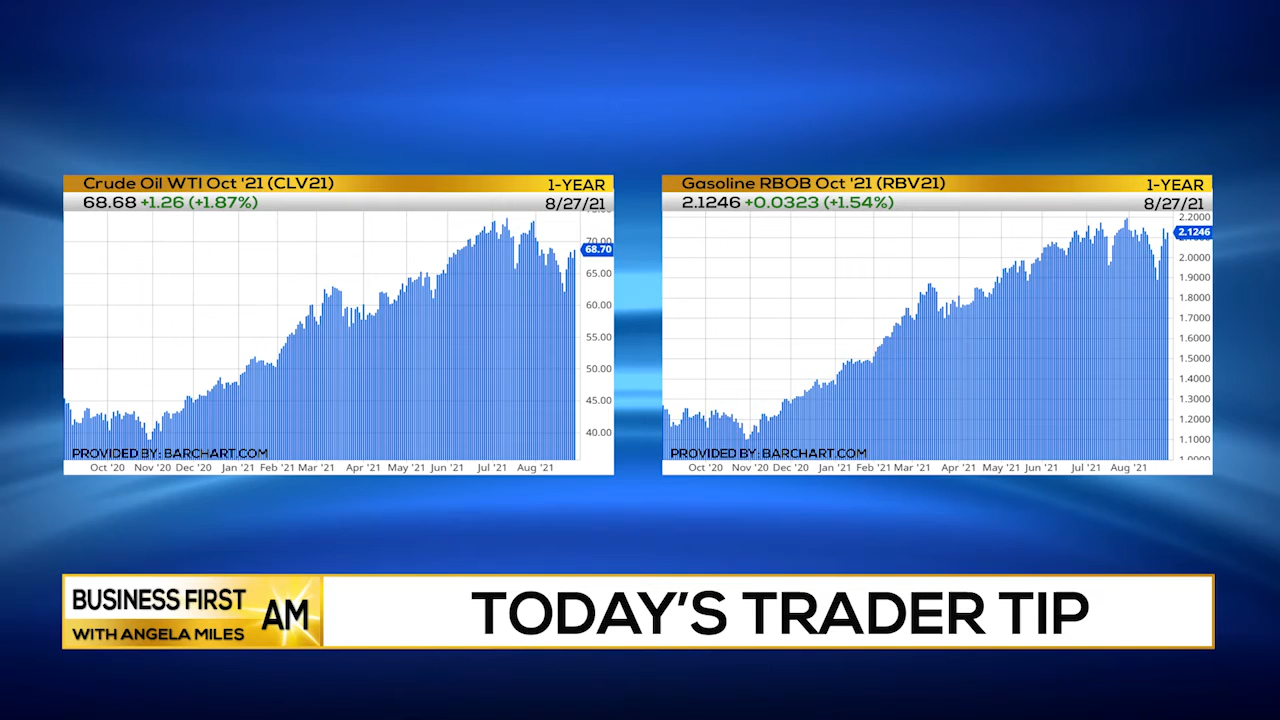 Crude Oil WTI Oct '21 (CLV21)
1-YEAR
68.68 +1.26 (+1.87%)
8/27/21
75.00
70.00
68.70
65.00
60.00
55.00
50.00
45.00
40.00
PROVIDED BY: BARCHART.COM
Oct '20 Nov '20 Dec '20 Jan '21 Feb '21 Mar '21 Apr '21 May '21 Jun '21 Jul '21 Aug '21
Gasoline RBOB Oct '21 (RBV21)
1-YEAR
2.1246 +0.0323 (+1.54%)
8/27/21
2.2000
2.1246
2.0000
1.9000
1.8000
1.7000
1.6000
1.5000
1.4000
1.3000
1.2000
1.1000
1.0000
PROVIDED BY: BARCHART.COM
Oct '20 Nov '20 Dec '20 Jan '21 Feb '21 Mar '21 Apr '21 May '21 Jun '21 Jul '21 Aug '21
BUSINESS FIRST
AM
WITH ANGELA MILES
TODAY'S TRADER TIP